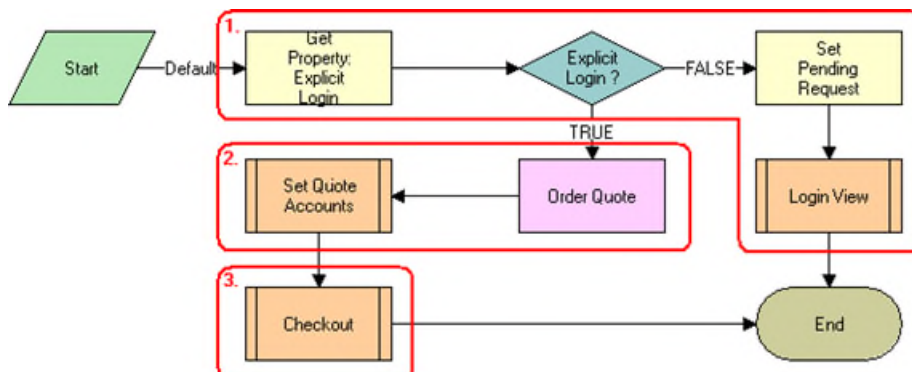 1.
Start
Default
Get
Property:
Explicit
Login
Explicit
Login ?
FALSE
Set
Pending
Request
TRUE
2.
Set Quote
Accounts
Order Quote
Login View
3.
Checkout
End